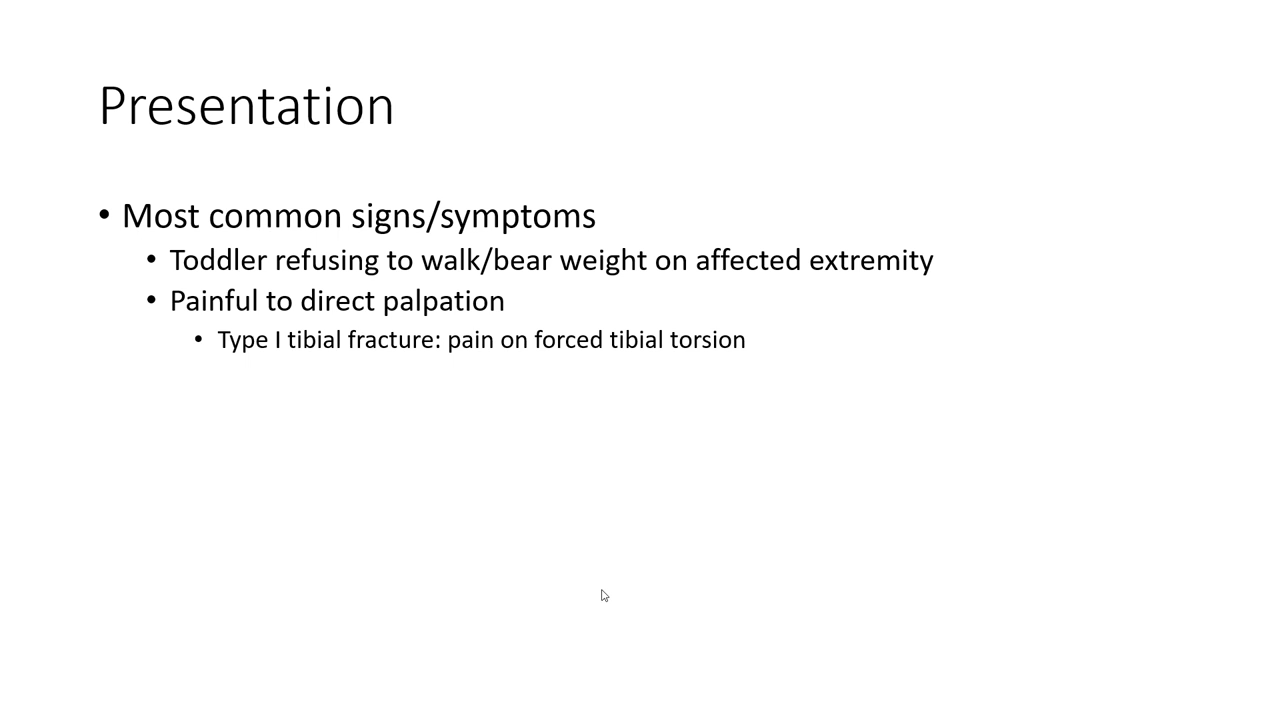 Presentation
• Most common signs/symptoms
• Toddler refusing to walk/bear weight on affected extremity
• Painful to direct palpation
• Type I tibial fracture: pain on forced tibial torsion